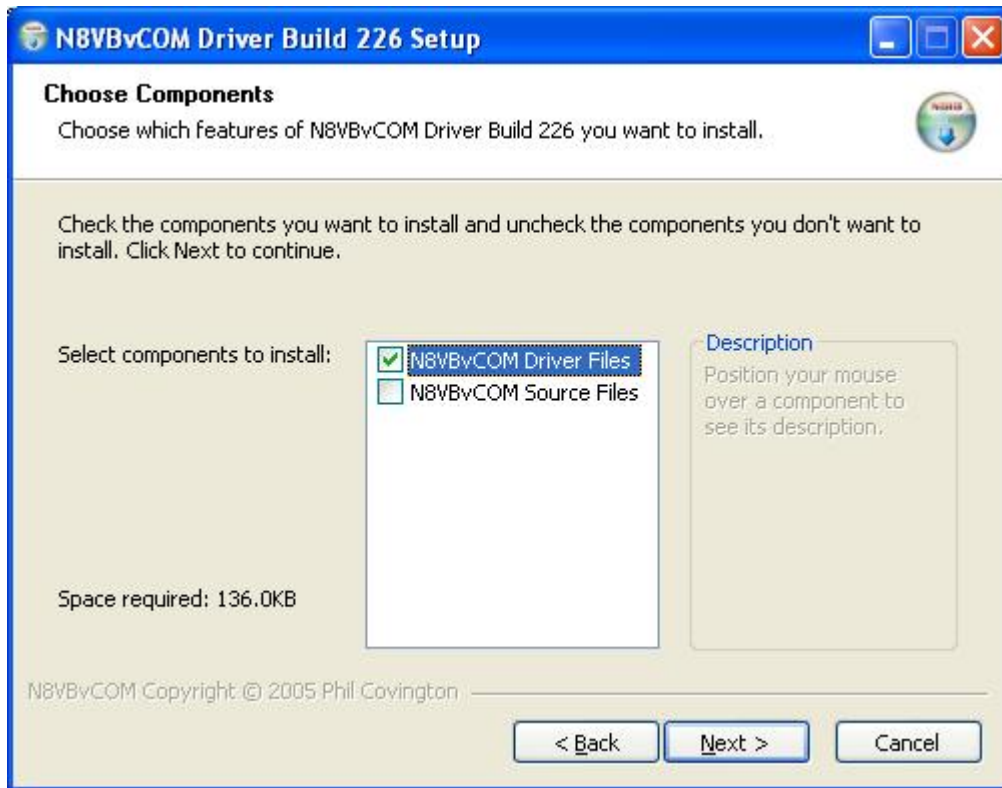 N8VBvCOM Driver Build 226 Setup
Choose Components
Choose which features of N8VBvCOM Driver Build 226 you want to install.
Check the components you want to install and uncheck the components you don't want to
install. Click Next to continue.
Select components to install:
N8VBvCOM Driver Files
N8VBvCOM Source Files
Description
Position your mouse
over a component to
see its description.
Space required: 136.0KB
N8VBvCOM Copyright © 2005 Phil Covington
< Back
Next >
Cancel